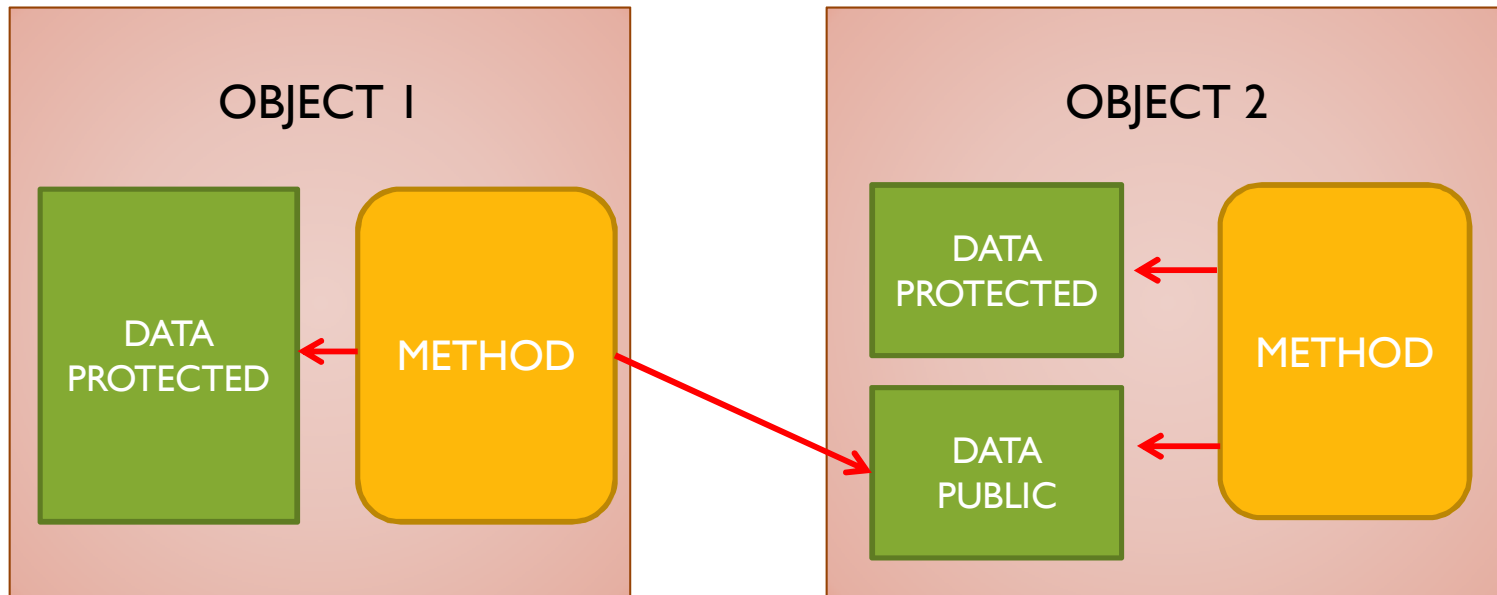 OBJECT 1
DATA
PROTECTED
METHOD
OBJECT 2
DATA
PROTECTED
DATA
PUBLIC
METHOD